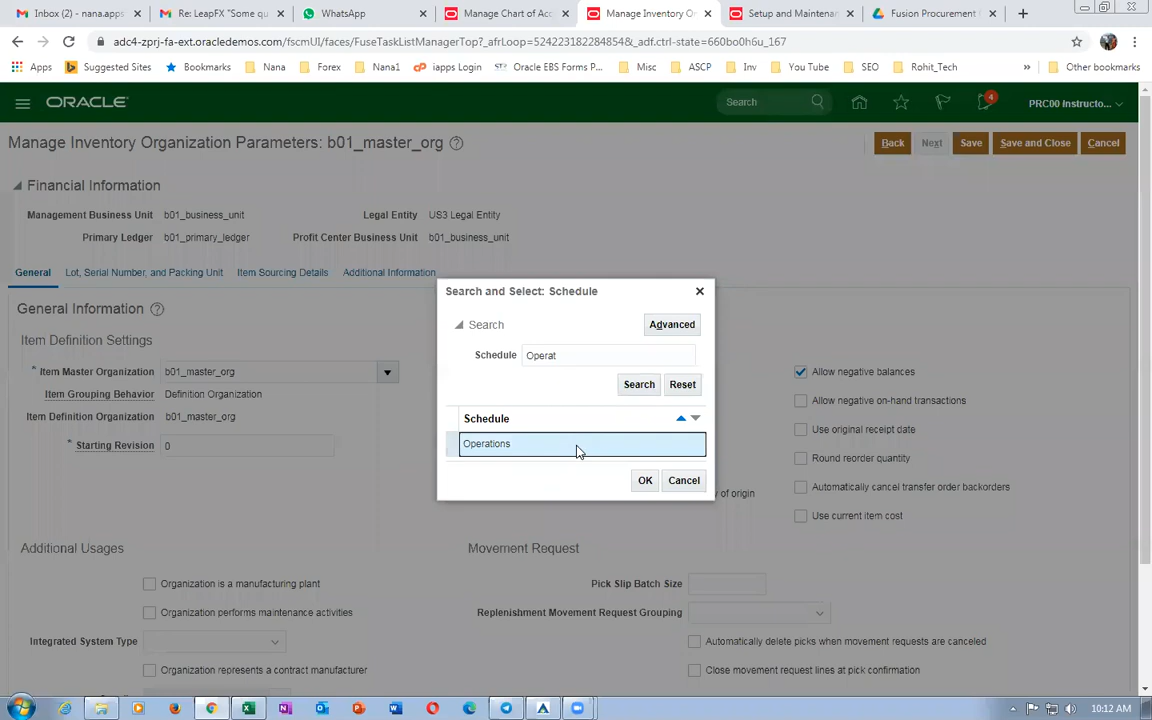 Inbox (2) - nana.apps
Re: LeapFX "Some qu
WhatsApp
Manage Chart of Acc
Manage Inventory Or
Setup and Maintenan
Fusion Procurement
adc4-zprj-fa-ext.oracledemos.com/fscmUI/faces/FuseTaskListManagerTop?_afrLoop=5242231822848548&_adf.ctrl-state=660bo0h6u_167
Apps
Suggested Sites
Bookmarks
Nana
Forex
Nana1
iapps Login
Oracle EBS Forms P...
Misc
ASCP
Inv
You Tube
SEO
Rohit_Tech
Other bookmarks
ORACLE
Search
4
PRC00 Instructo...
Manage Inventory Organization Parameters: b01_master_org
Back
Next
Save
Save and Close
Cancel
Financial Information
Management Business Unit b01_business_unit
Legal Entity US3 Legal Entity
Primary Ledger b01_primary_ledger
Profit Center Business Unit b01_business_unit
General
Lot, Serial Number, and Packing Unit
Item Sourcing Details
Additional Information
General Information
Item Definition Settings
* Item Master Organization b01_master_org
Item Grouping Behavior Definition Organization
Item Definition Organization b01_master_org
* Starting Revision 0
Search and Select: Schedule
Search
Advanced
Schedule Operat
Search
Reset
Schedule
Operations
OK
Cancel
y of origin
Allow negative balances
Allow negative on-hand transactions
Use original receipt date
Round reorder quantity
Automatically cancel transfer order backorders
Use current item cost
Additional Usages
Organization is a manufacturing plant
Organization performs maintenance activities
Integrated System Type
Organization represents a contract manufacturer
Movement Request
Pick Slip Batch Size
Replenishment Movement Request Grouping
Automatically delete picks when movement requests are canceled
Close movement request lines at pick confirmation
10:12 AM